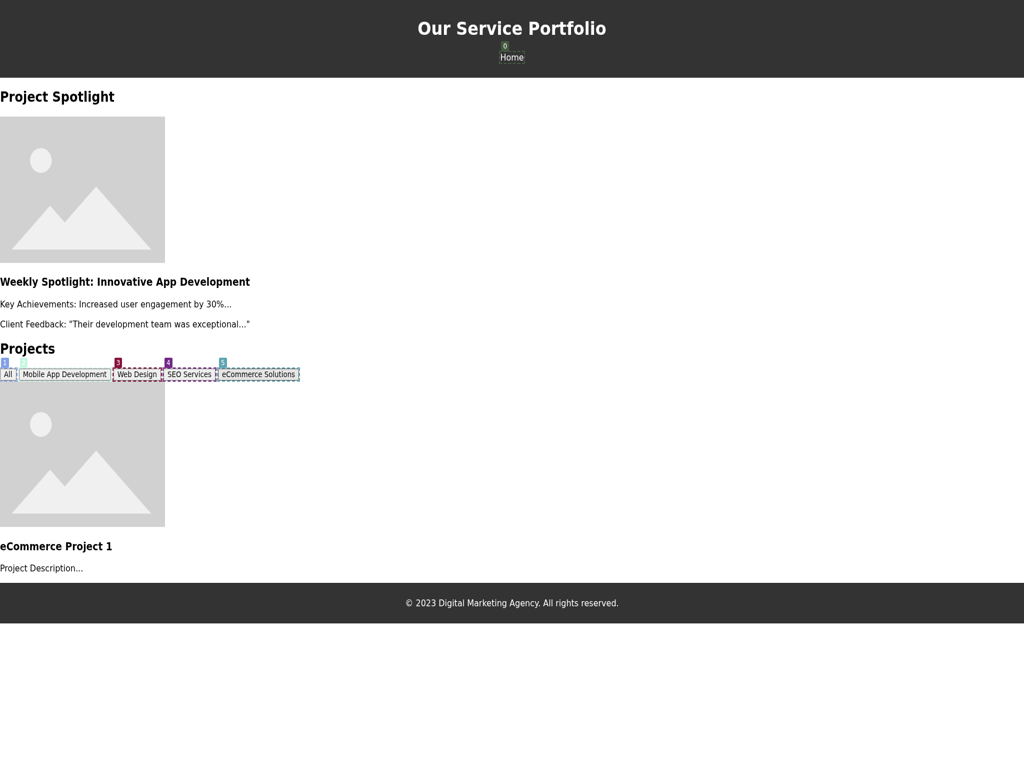 Our Service Portfolio
0
Home
Project Spotlight
Weekly Spotlight: Innovative App Development
Key Achievements: Increased user engagement by 30%...
Client Feedback: "Their development team was exceptional..."
Projects
1 3 4 5
All Mobile App Development Web Design SEO Services eCommerce Solutions
eCommerce Project 1
Project Description...
© 2023 Digital Marketing Agency. All rights reserved.